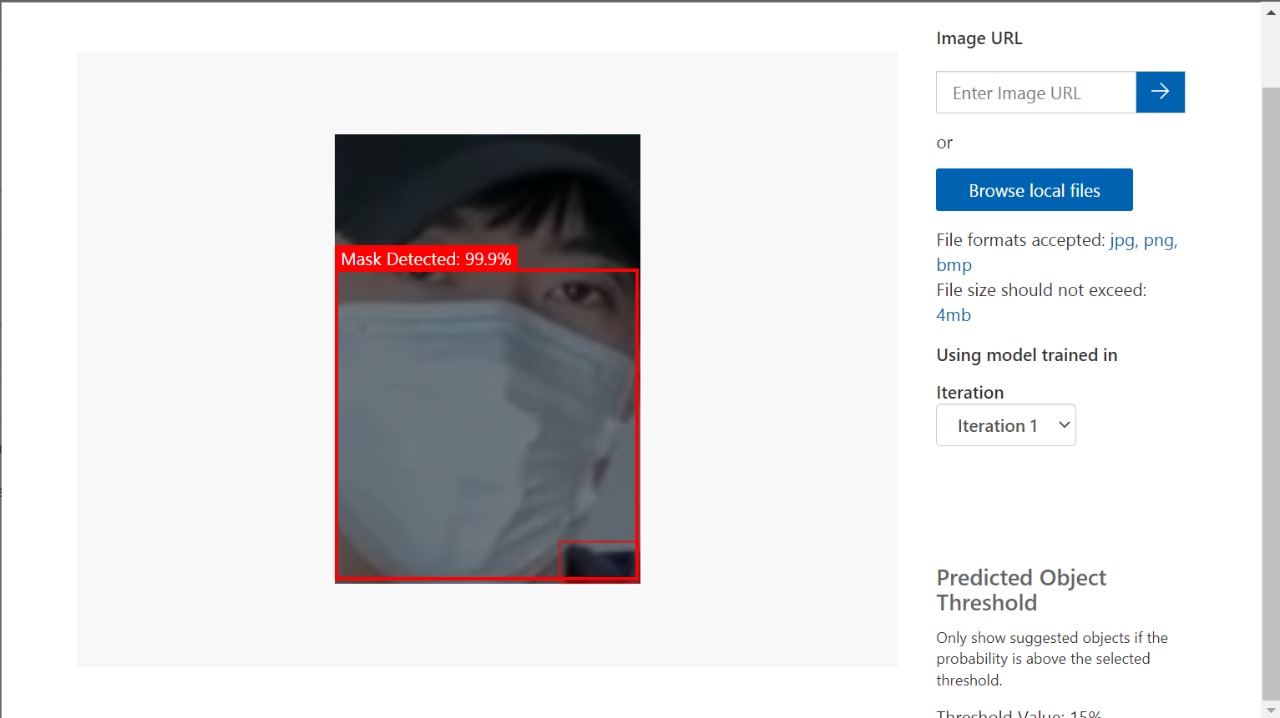 Image URL
Enter Image URL
or
Browse local files
File formats accepted: jpg, png,
bmp
File size should not exceed:
4mb
Using model trained in
Iteration
Iteration 1
Mask Detected: 99.9%
Predicted Object
Threshold
Only show suggested objects if the
probability is above the selected
threshold.
Threshold Value: 15%